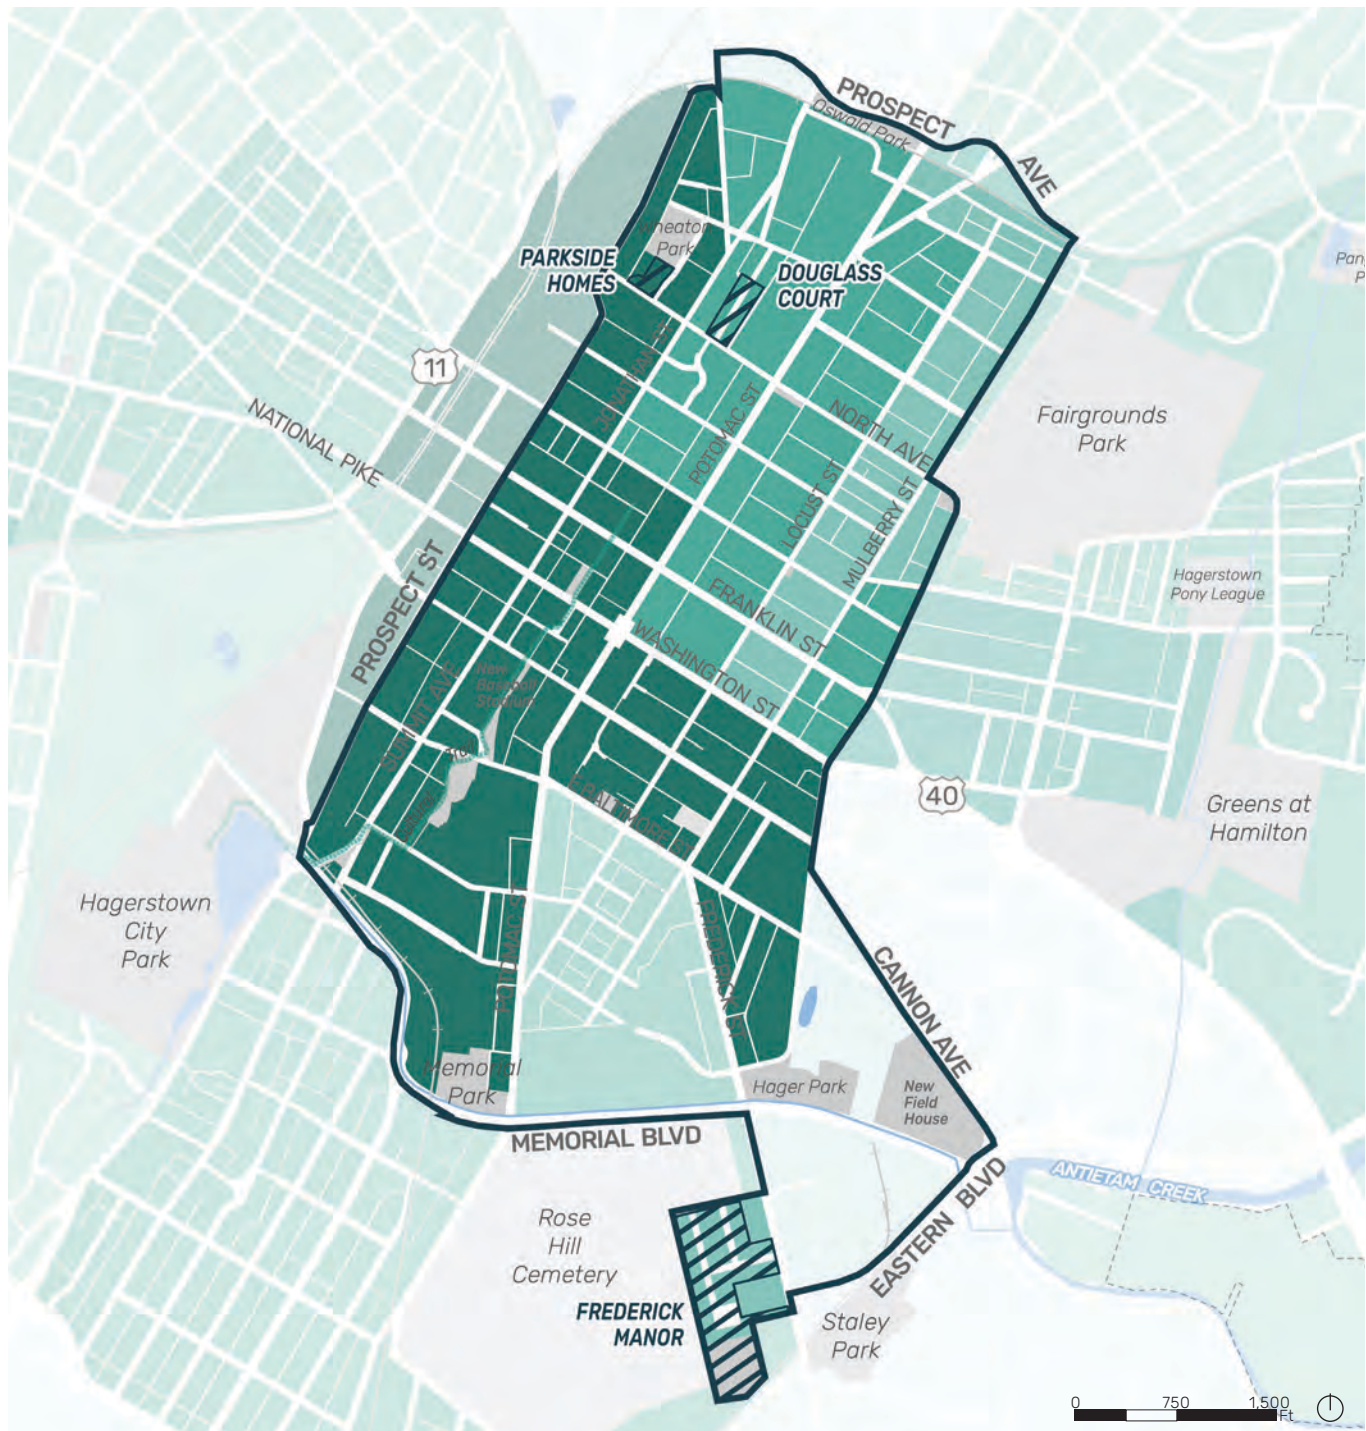 PROSPECT
AVE
Oswald Park
Wheaton
Park
PARKSIDE
HOMES
DOUGLASS
COURT
Pan
P
11
JONATHAN ST
POTOMAC ST
NORTH AVE
Fairgrounds
Park
NATIONAL PIKE
LOCUST ST
MULBERRY ST
PROSPECT ST
Hagerstown
Pony League
FRANKLIN ST
WASHINGTON ST
New
Baseball
Stadium
SUMMIT AVE
Trail
Cultural
E BALTIMORE ST
40
Greens at
Hamilton
Hagerstown
City
Park
POTOMAC ST
FREDERICK ST
CANNON AVE
Memorial
Park
Hager Park
New
Field
House
MEMORIAL BLVD
EASTERN BLVD
ANTIETAM CREEK
Rose
Hill
Cemetery
FREDERICK
MANOR
Staley
Park
0 750 1,500
Ft